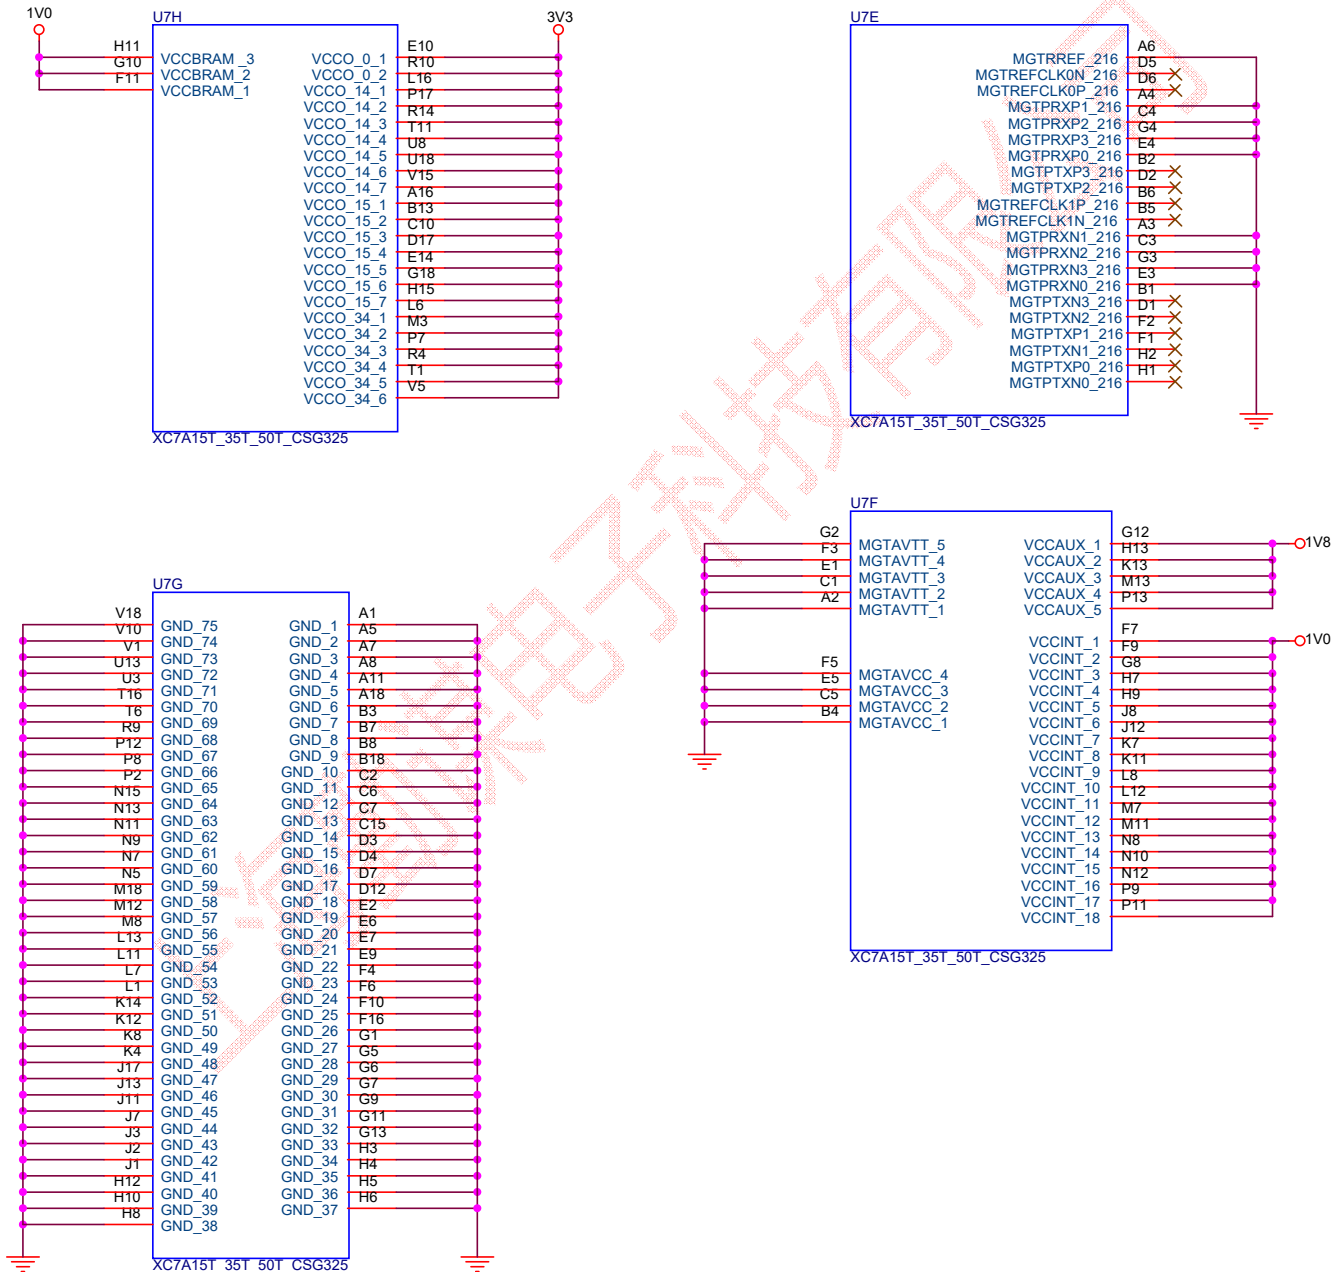 1V0
3V3
U7H
H11 VCCBRAM _3
G10 VCCBRAM_2
F11 VCCBRAM_1
VCCO_0_1 E10
VCCO_0_2 R10
VCCO_14_1 L16
VCCO_14_2 P17
VCCO_14_3 R14
VCCO_14_4 T11
VCCO_14_5 U8
VCCO_14_6 U18
VCCO_14_7 V15
VCCO_15_1 A16
VCCO_15_2 B13
VCCO_15_3 C10
VCCO_15_4 D17
VCCO_15_5 E14
VCCO_15_6 G18
VCCO_15_7 H15
VCCO_34_1 L6
VCCO_34_2 M3
VCCO_34_3 P7
VCCO_34_4 R4
VCCO_34_5 T1
VCCO_34_6 V5
XC7A15T_35T_50T_CSG325
U7E
MGTRREF_216 A6
MGTREFCLK0N_216 D5
MGTREFCLK0P_216 D6
MGTPRXP1_216 A4
MGTPRXP2_216 C4
MGTPRXP3_216 G4
MGTPRXP0_216 E4
MGTPTXP3_216 B2
MGTPTXP2_216 D2
MGTREFCLK1P_216 B6
MGTREFCLK1N_216 B5
MGTPRXN1_216 A3
MGTPRXN2_216 C3
MGTPRXN3_216 G3
MGTPRXN0_216 E3
MGTPTXN3_216 B1
MGTPTXN2_216 D1
MGTPTXP1_216 F2
MGTPTXN1_216 F1
MGTPTXP0_216 H2
MGTPTXN0_216 H1
XC7A15T_35T_50T_CSG325
U7F
G2 MGTAVTT_5
F3 MGTAVTT_4
E1 MGTAVTT_3
C1 MGTAVTT_2
A2 MGTAVTT_1
F5 MGTAVCC_4
E5 MGTAVCC_3
C5 MGTAVCC_2
B4 MGTAVCC_1
VCCAUX_1 G12 1V8
VCCAUX_2 H13
VCCAUX_3 K13
VCCAUX_4 M13
VCCAUX_5 P13
VCCINT_1 F7 1V0
VCCINT_2 F9
VCCINT_3 G8
VCCINT_4 H7
VCCINT_5 H9
VCCINT_6 J8
VCCINT_7 J12
VCCINT_8 K7
VCCINT_9 K11
VCCINT_10 L8
VCCINT_11 L12
VCCINT_12 M7
VCCINT_13 M11
VCCINT_14 N8
VCCINT_15 N10
VCCINT_16 N12
VCCINT_17 P9
VCCINT_18 P11
XC7A15T_35T_50T_CSG325
U7G
V18 GND_75 GND_1 A1
V10 GND_74 GND_2 A5
V1 GND_73 GND_3 A7
U13 GND_72 GND_4 A8
U3 GND_71 GND_5 A11
T16 GND_70 GND_6 A18
T6 GND_69 GND_7 B3
R9 GND_68 GND_8 B7
P12 GND_67 GND_9 B8
P8 GND_66 GND_10 B18
P2 GND_65 GND_11 C2
N15 GND_64 GND_12 C6
N13 GND_63 GND_13 C7
N11 GND_62 GND_14 C15
N9 GND_61 GND_15 D3
N7 GND_60 GND_16 D4
N5 GND_59 GND_17 D7
M18 GND_58 GND_18 D12
M12 GND_57 GND_19 E2
M8 GND_56 GND_20 E6
L13 GND_55 GND_21 E7
L11 GND_54 GND_22 E9
L7 GND_53 GND_23 F4
L1 GND_52 GND_24 F6
K14 GND_51 GND_25 F10
K12 GND_50 GND_26 F16
K8 GND_49 GND_27 G1
K4 GND_48 GND_28 G5
J17 GND_47 GND_29 G6
J13 GND_46 GND_30 G7
J11 GND_45 GND_31 G9
J7 GND_44 GND_32 G11
J3 GND_43 GND_33 G13
J2 GND_42 GND_34 H3
J1 GND_41 GND_35 H4
H12 GND_40 GND_36 H5
H10 GND_39 GND_37 H6
H8 GND_38
XC7A15T_35T_50T_CSG325